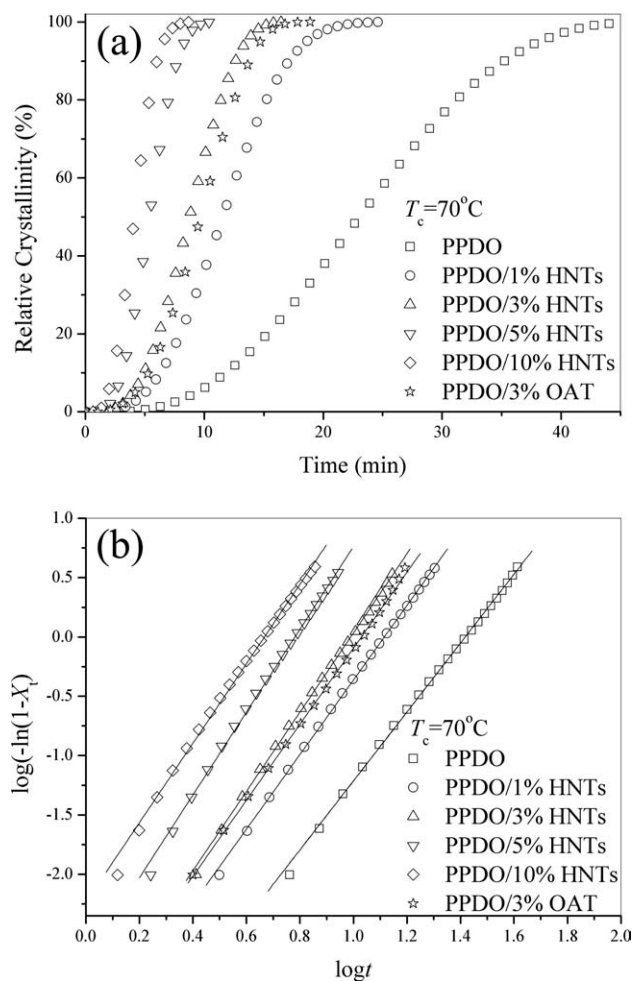 (a)
100
80
60
40
20
0
Relative Crystallinity (%)
T_c=70°C
PPDO
PPDO/1% HNTs
PPDO/3% HNTs
PPDO/5% HNTs
PPDO/10% HNTs
PPDO/3% OAT
0 10 20 30 40
Time (min)
(b)
1.0
0.5
0.0
-0.5
-1.0
-1.5
-2.0
log(-ln(1-X_t)
T_c=70°C
PPDO
PPDO/1% HNTs
PPDO/3% HNTs
PPDO/5% HNTs
PPDO/10% HNTs
PPDO/3% OAT
0.0 0.2 0.4 0.6 0.8 1.0 1.2 1.4 1.6 1.8 2.0
logt